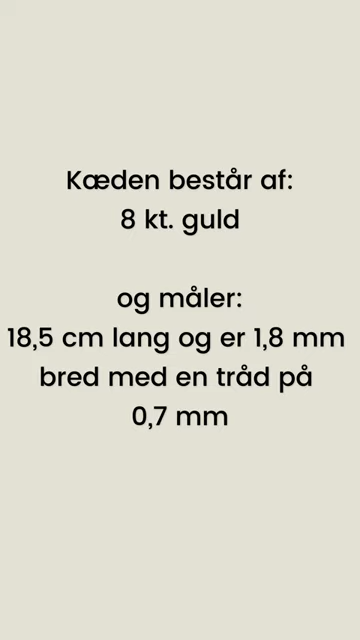 Kæden består af:
8 kt. guld
og måler:
18,5 cm lang og er 1,8 mm
bred med en tråd på
0,7 mm